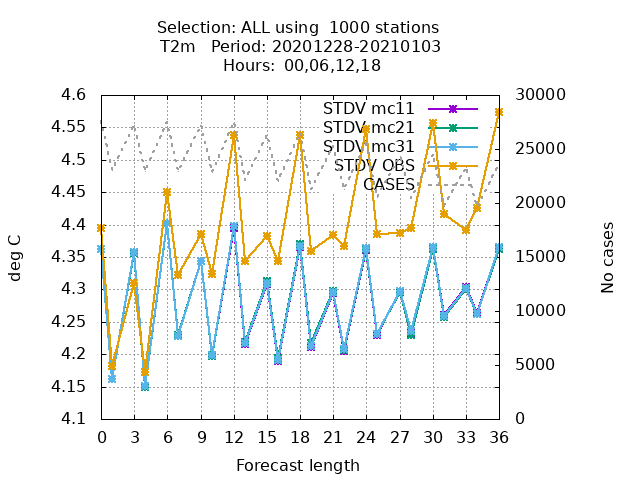 Selection: ALL using  1000 stations
T2m   Period: 20201228-20210103
Hours: 00,06,12,18
STDV mc11
STDV mc21
STDV mc31
STDV OBS
CASES
4.6
4.55
4.5
4.45
4.4
4.35
4.3
4.25
4.2
4.15
4.1
deg C
30000
25000
20000
15000
10000
5000
0
No cases
0 3 6 9 12 15 18 21 24 27 30 33 36
Forecast length